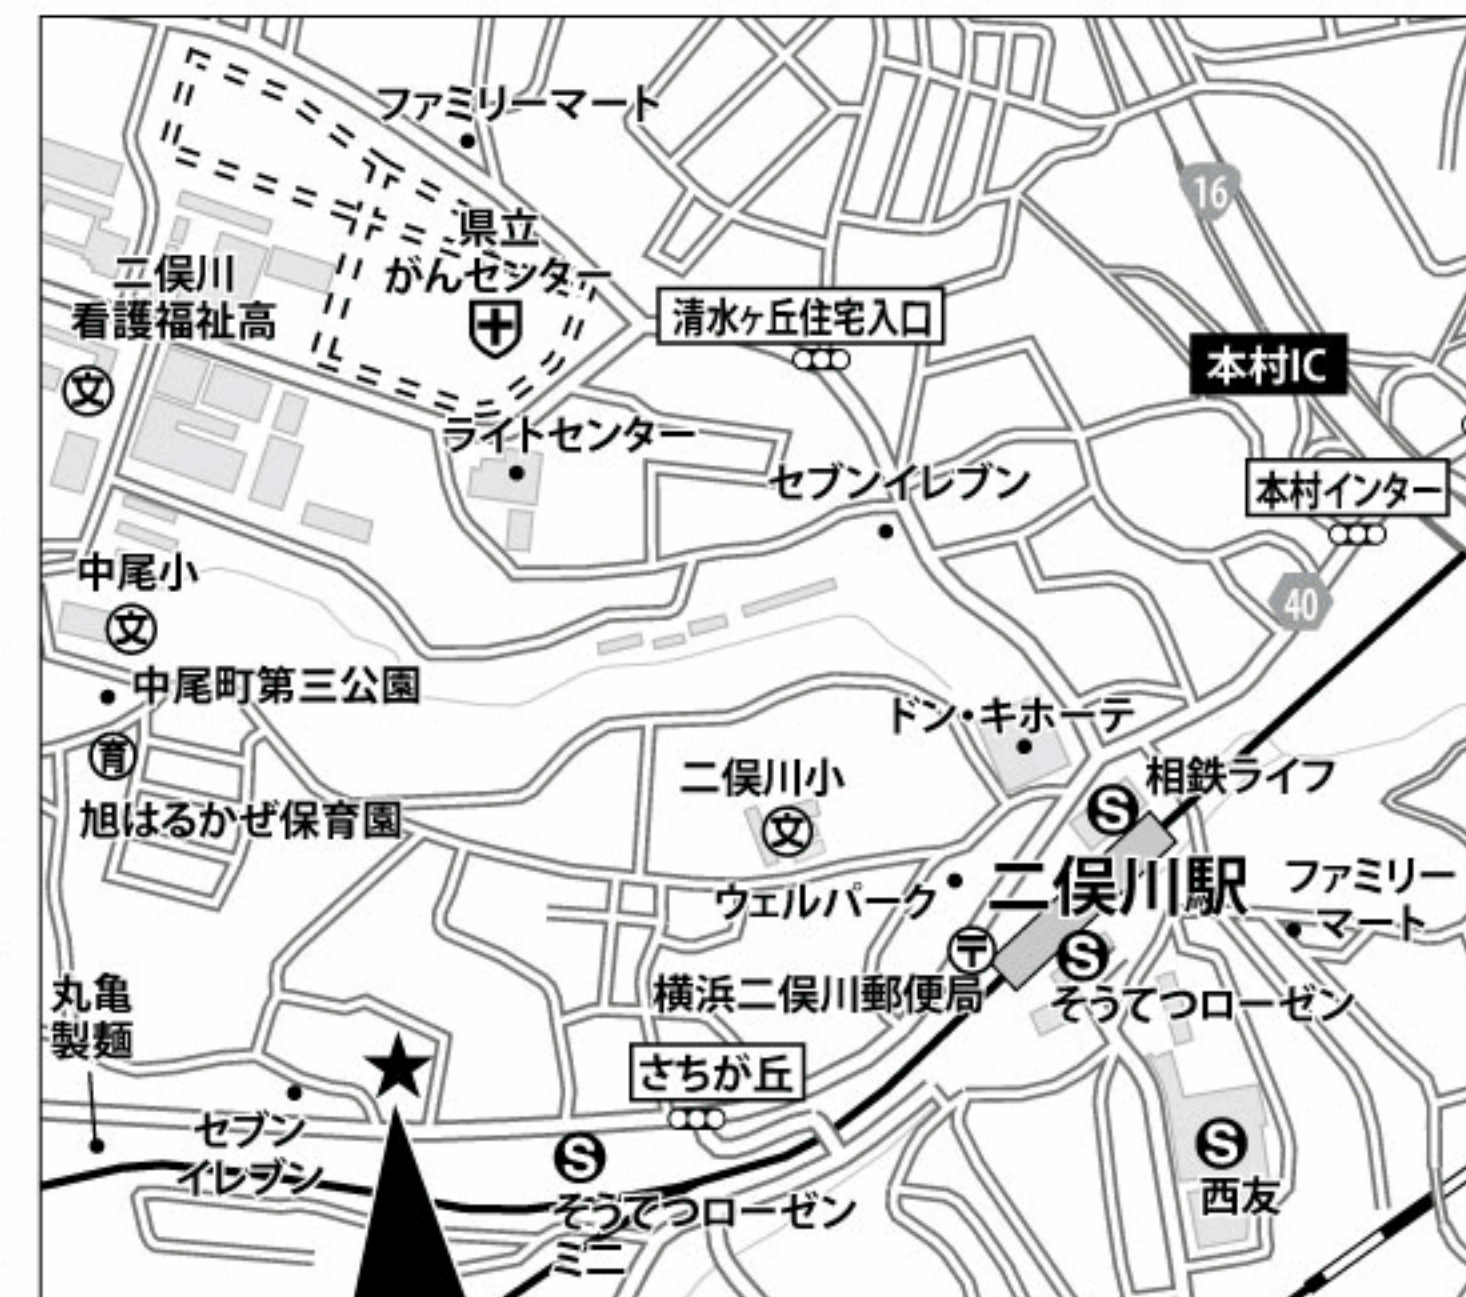 ファミリーマート
16
県立
がんセンター
二俣川
看護福祉高
文
清水ヶ丘住宅入口
本村IC
ライトセンター
セブンイレブン
本村インター
40
中尾小
文
中尾町第三公園
育
旭はるかぜ保育園
ドン・キホーテ
二俣川小
文
相鉄ライフ
S
二俣川駅
ファミリー
マート
ウェルパーク
〒
S
横浜二俣川郵便局
そうてつローゼン
丸亀
製麺
さちが丘
セブン
イレブン
S
そうてつローゼン
ミニ
S
西友